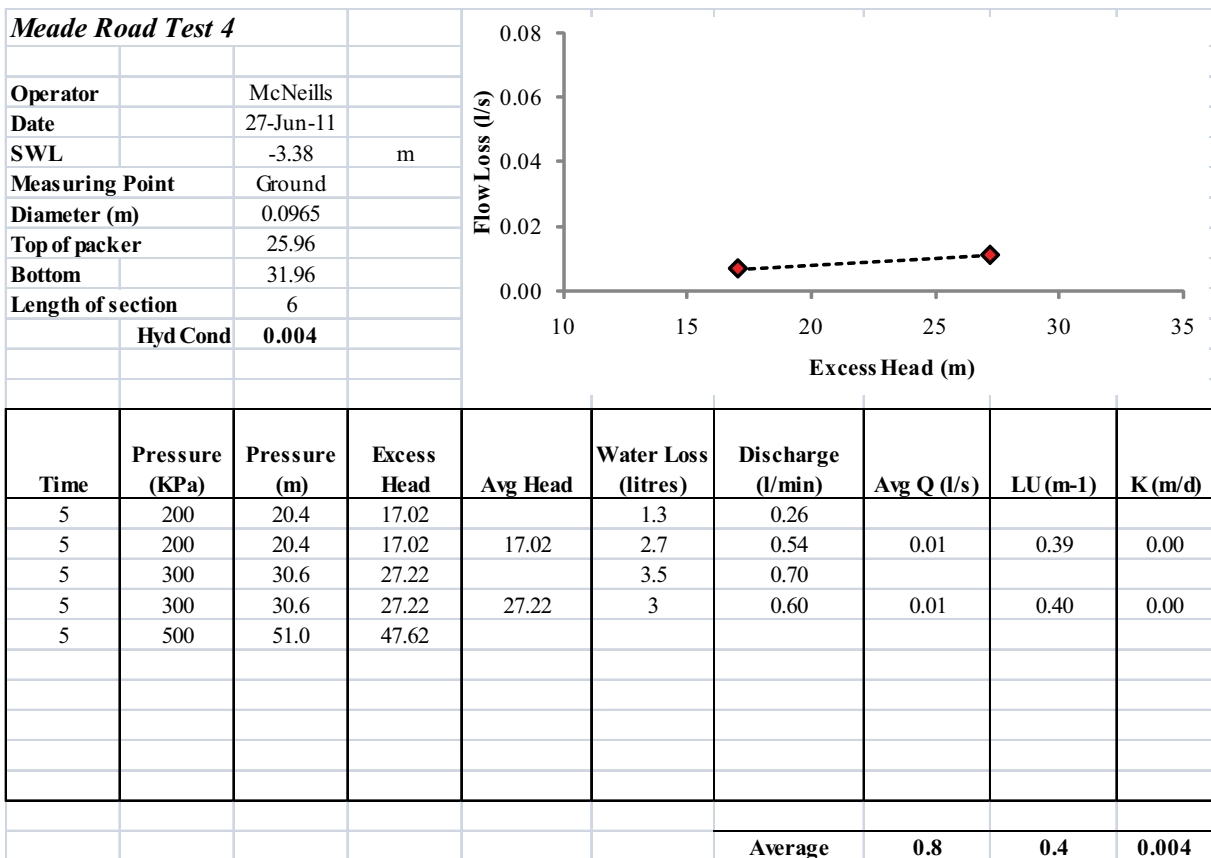 Meade Road Test 4
Operator McNeills
Date 27-Jun-11
SWL -3.38 m
Measuring Point Ground
Diameter (m) 0.0965
Top of packer 25.96
Bottom 31.96
Length of section 6
Hyd Cond 0.004
Flow Loss (l/s)
0.08
0.06
0.04
0.02
0.00
10 15 20 25 30 35
Excess Head (m)
Time Pressure (KPa) Pressure (m) Excess Head Avg Head Water Loss (litres) Discharge (l/min) Avg Q (l/s) LU (m-1) K (m/d)
5 200 20.4 17.02 1.3 0.26
5 200 20.4 17.02 17.02 2.7 0.54 0.01 0.39 0.00
5 300 30.6 27.22 3.5 0.70
5 300 30.6 27.22 27.22 3 0.60 0.01 0.40 0.00
5 500 51.0 47.62
Average 0.8 0.4 0.004